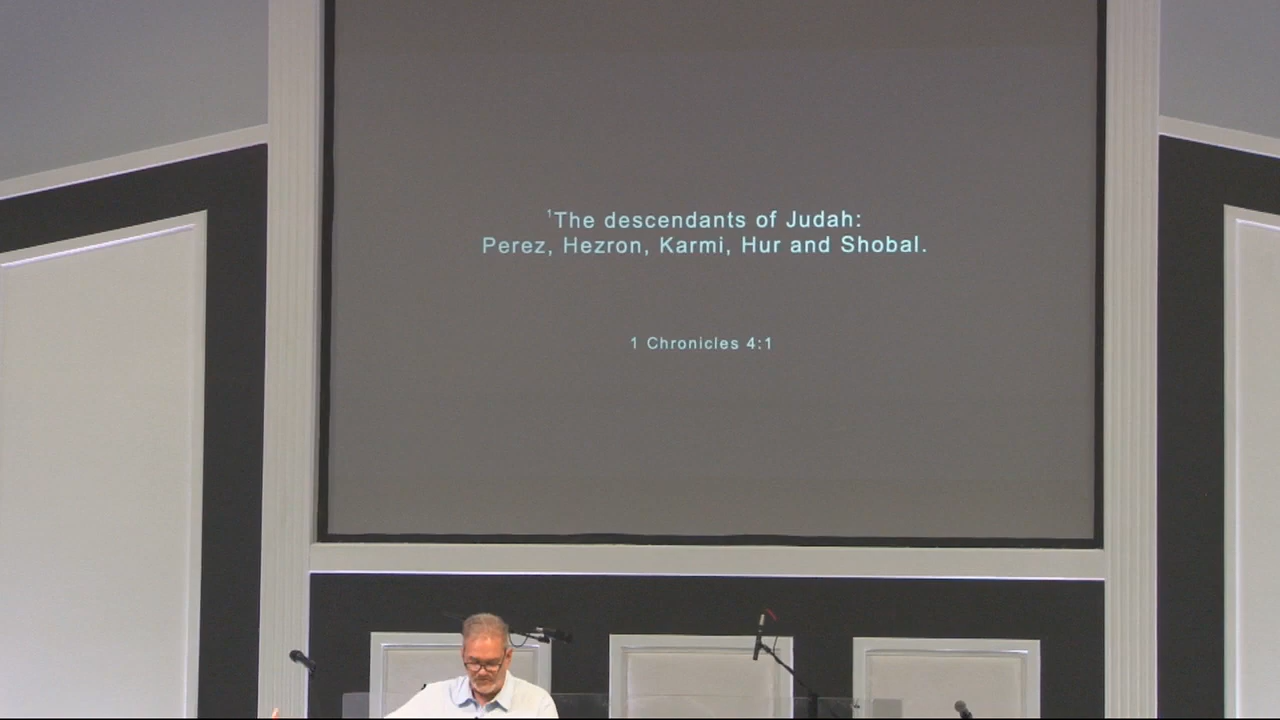 ¹The descendants of Judah:
Perez, Hezron, Karmi, Hur and Shobal.
1 Chronicles 4:1